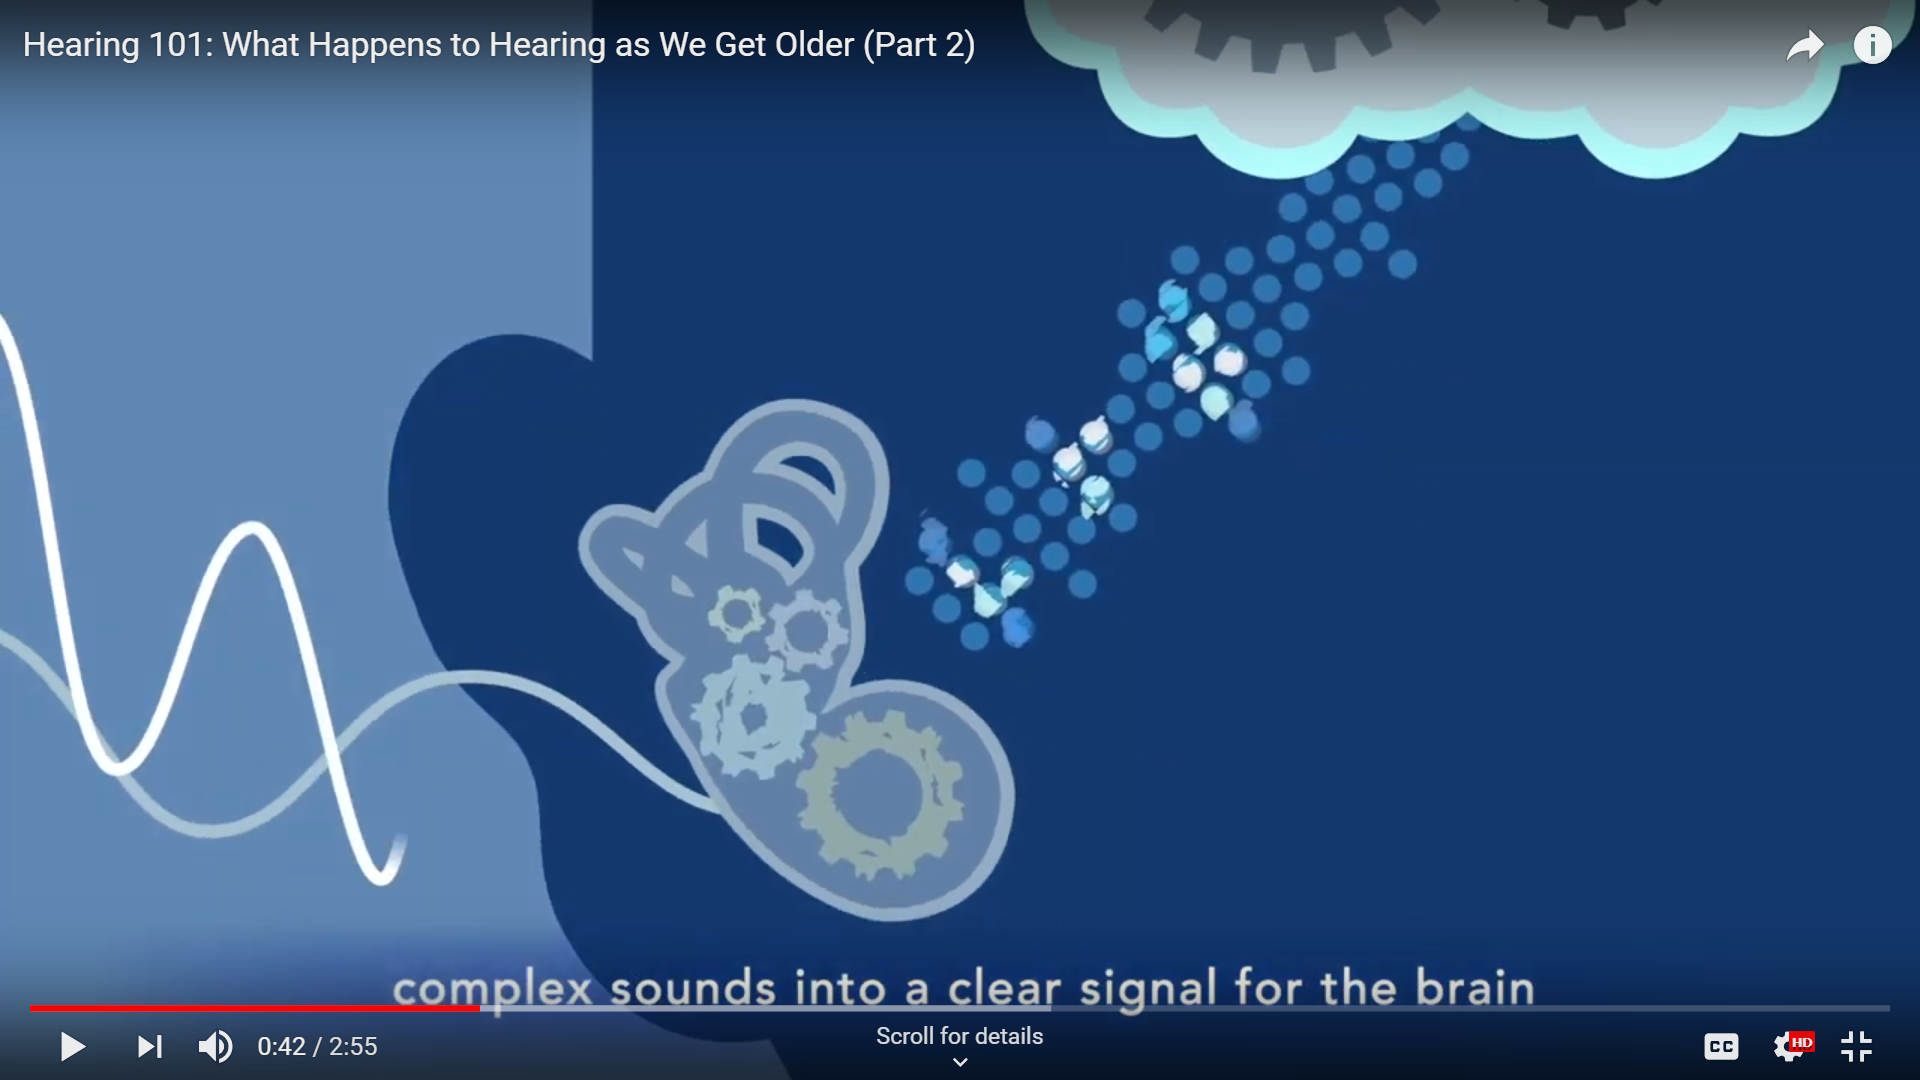 Hearing 101: What Happens to Hearing as We Get Older (Part 2)
i
complex sounds into a clear signal for the brain
Scroll for details
0:42 / 2:55
CC
HD